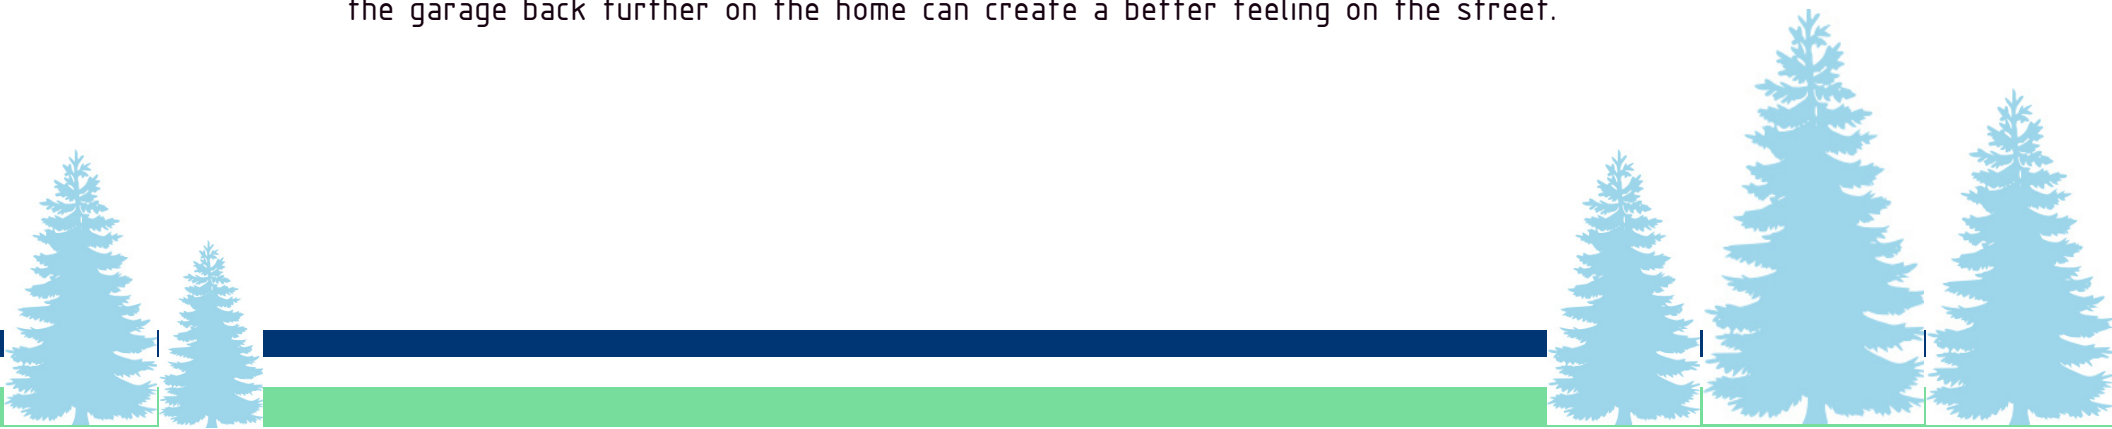 the garage back further on the home can create a better feeling on the street.